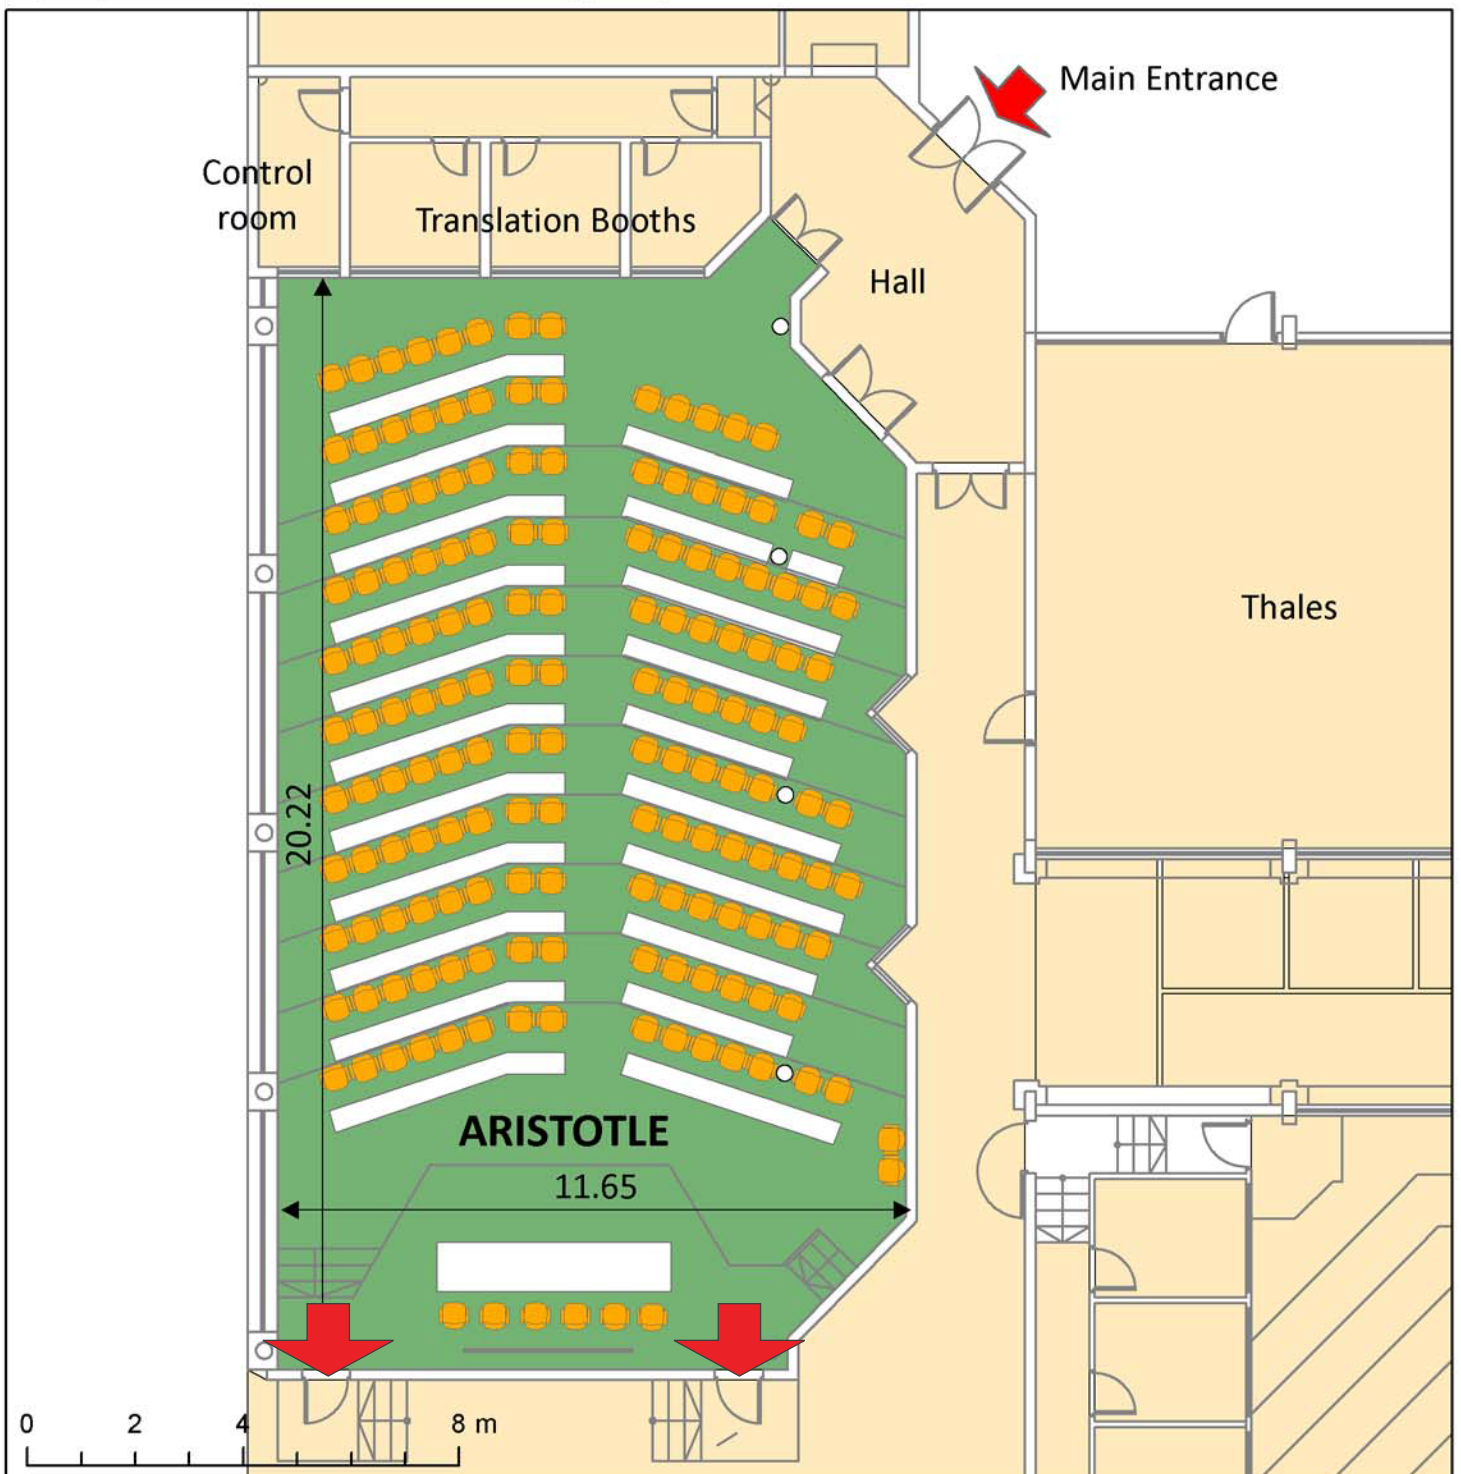 Main Entrance
Control
room
Translation Booths
Hall
Thales
20.22
ARISTOTLE
11.65
0 2 4 8 m